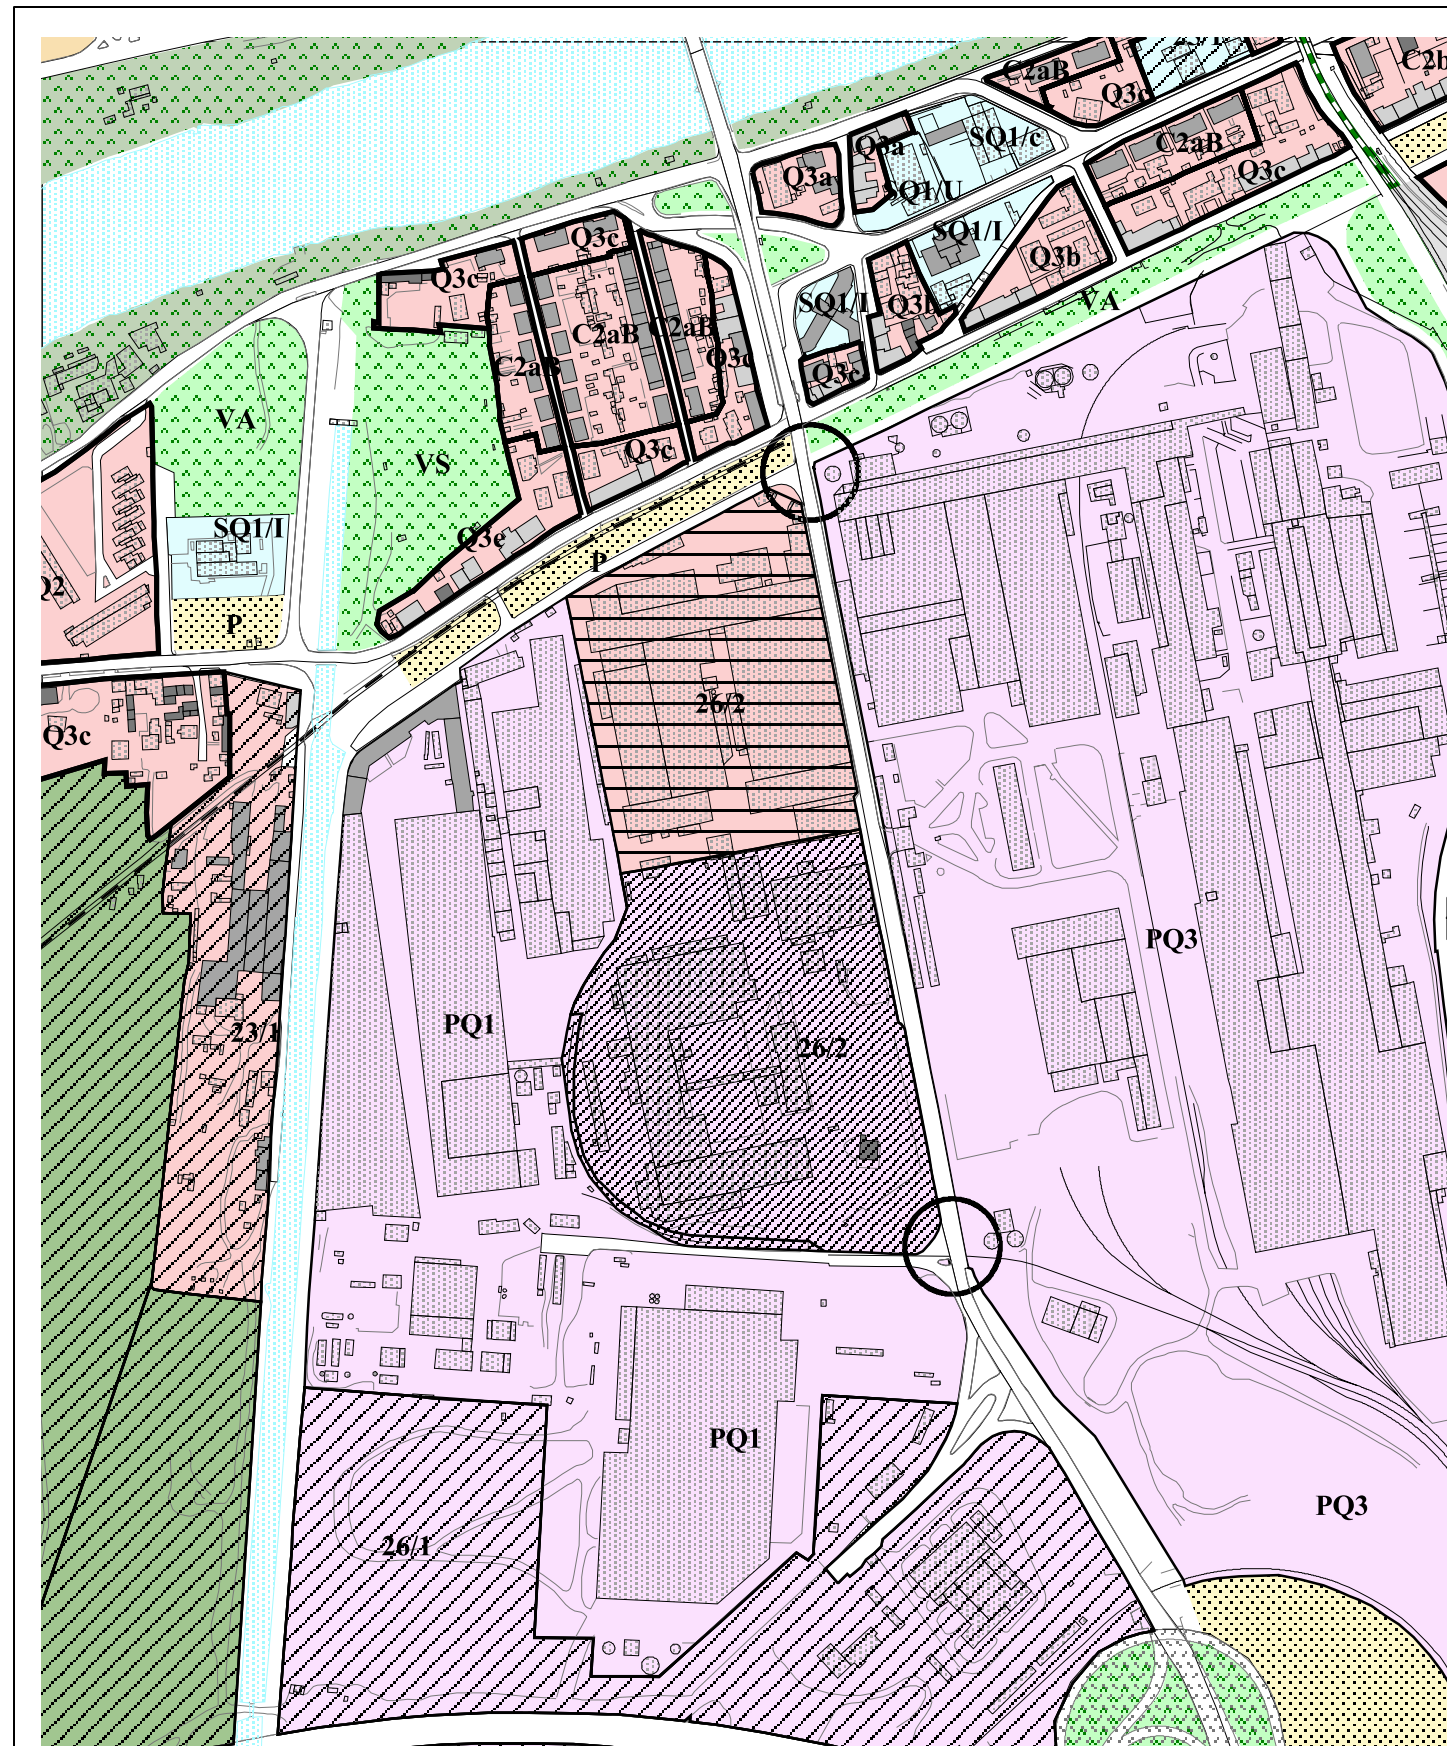 C2aB
C2b
Q3c
Q3a
SQ1/c
C2aB
Q3a
Q3c
SQ1/U
SQ1/I
Q3c
Q3b
Q3c
SQ1/I
Q3b
VA
C2aB
C2aB
C2aB
Q3c
Q3c
VA
VS
Q3c
SQ1/I
Q3e
P
Q2
P
26/2
Q3c
PQ3
PQ1
23/1
26/2
PQ1
PQ3
26/1